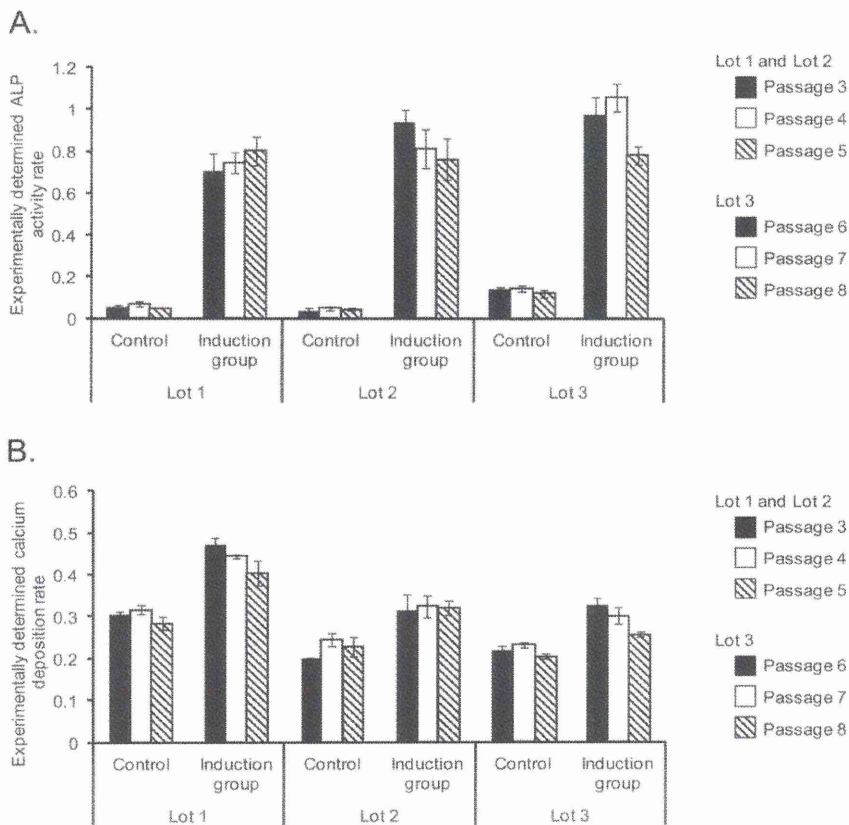 A.
Experimentally determined ALP
activity rate
1.2
1
0.8
0.6
0.4
0.2
0
Control
Induction
group
Control
Induction
group
Control
Induction
group
Lot 1
Lot 2
Lot 3
Lot 1 and Lot 2
Passage 3
Passage 4
Passage 5
Lot 3
Passage 6
Passage 7
Passage 8
B.
Experimentally determined calcium
deposition rate
0.6
0.5
0.4
0.3
0.2
0.1
0
Control
Induction
group
Control
Induction
group
Control
Induction
group
Lot 1
Lot 2
Lot 3
Lot 1 and Lot 2
Passage 3
Passage 4
Passage 5
Lot 3
Passage 6
Passage 7
Passage 8